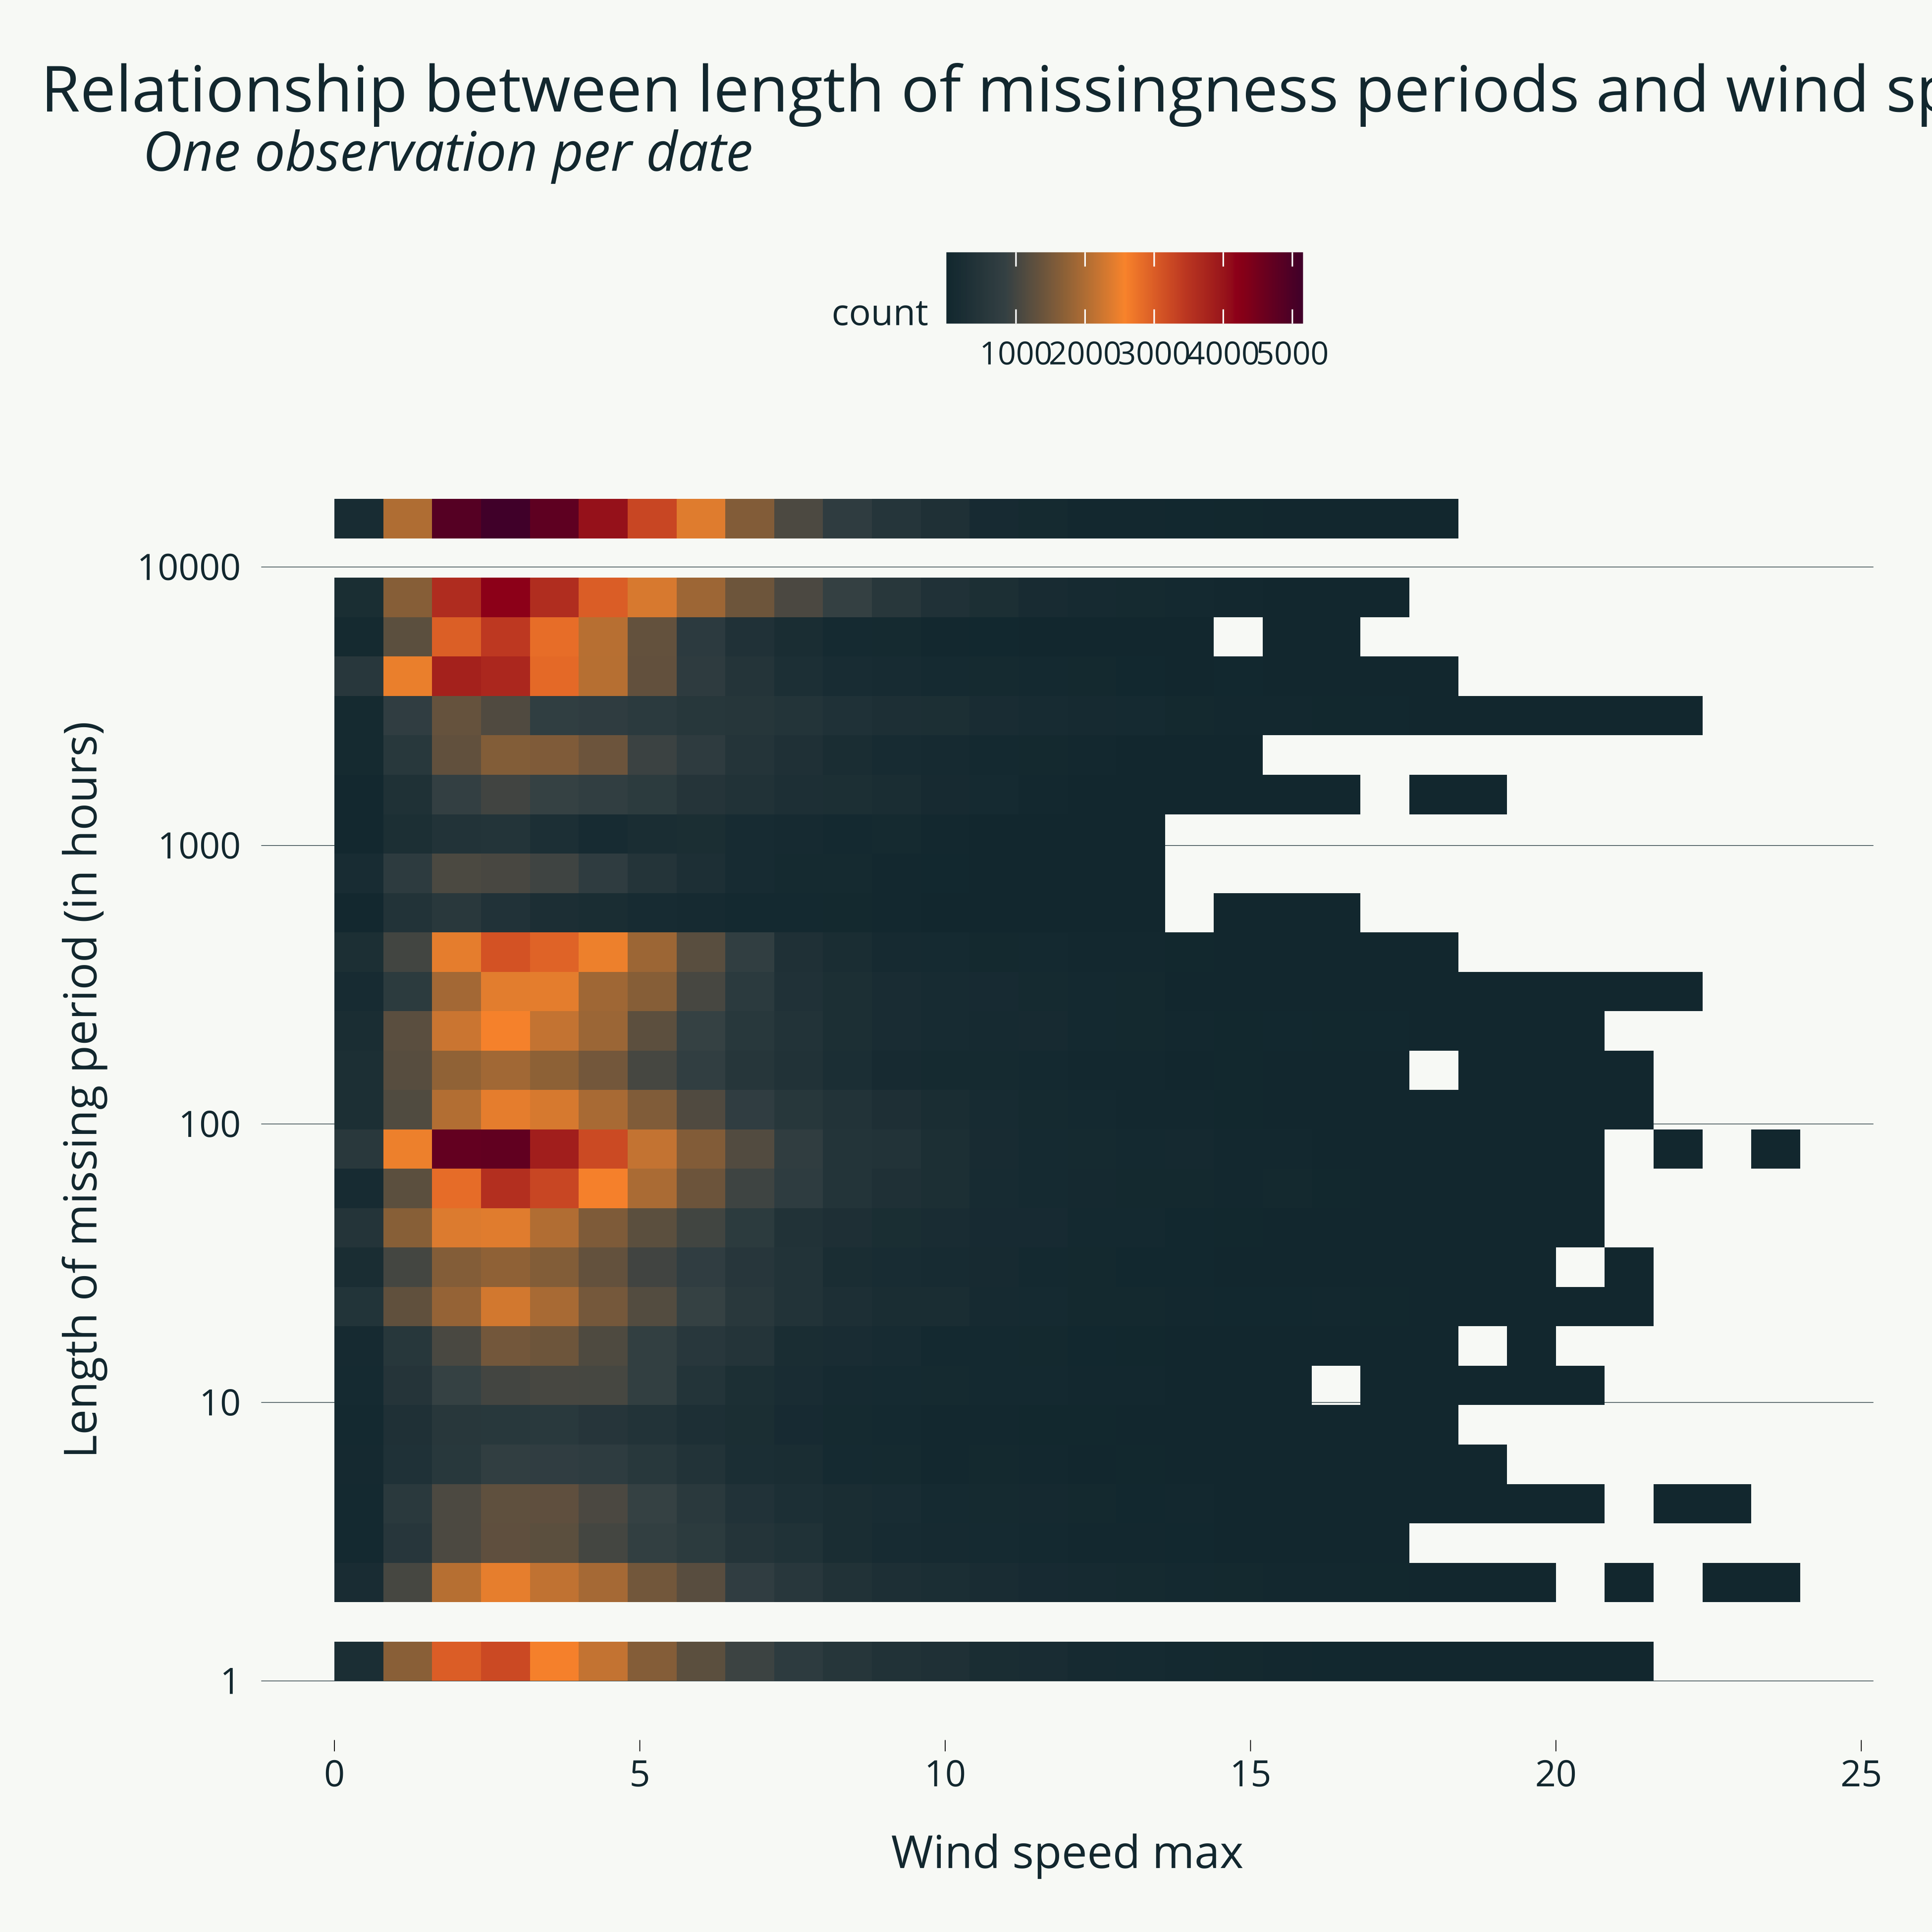 Relationship between length of missingness periods and wind sp
One observation per date
count
1000 2000 3000 4000 5000
Length of missing period (in hours)
10000
1000
100
10
1
0 5 10 15 20 25
Wind speed max